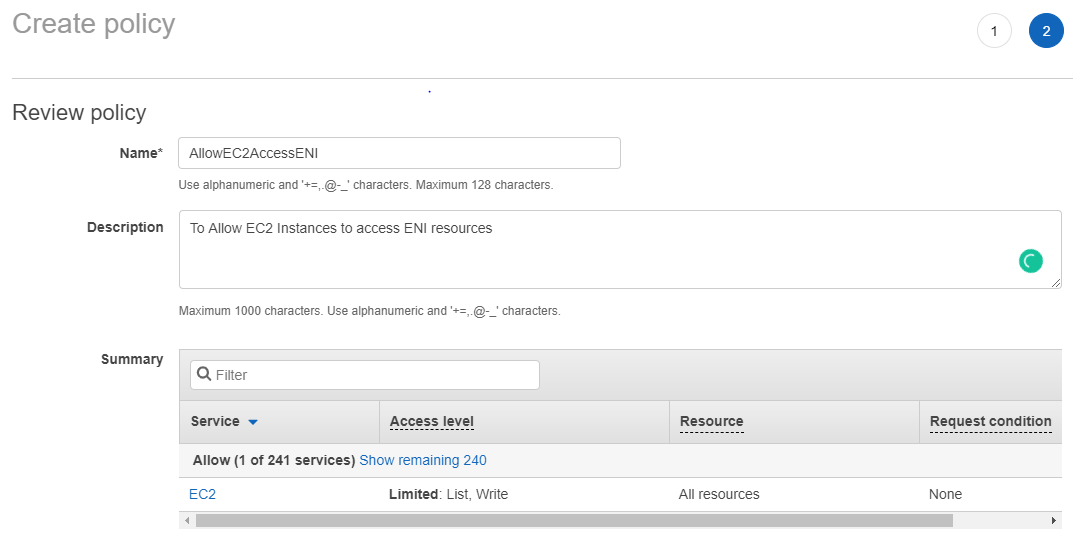 Create policy
1
2
Review policy
Name*
AllowEC2AccessENI
Use alphanumeric and '+=,.@-_' characters. Maximum 128 characters.
Description
To Allow EC2 Instances to access ENI resources
Maximum 1000 characters. Use alphanumeric and '+=,.@-_' characters.
Summary
Filter
Service Access level Resource Request condition
Allow (1 of 241 services) Show remaining 240
EC2 Limited: List, Write All resources None